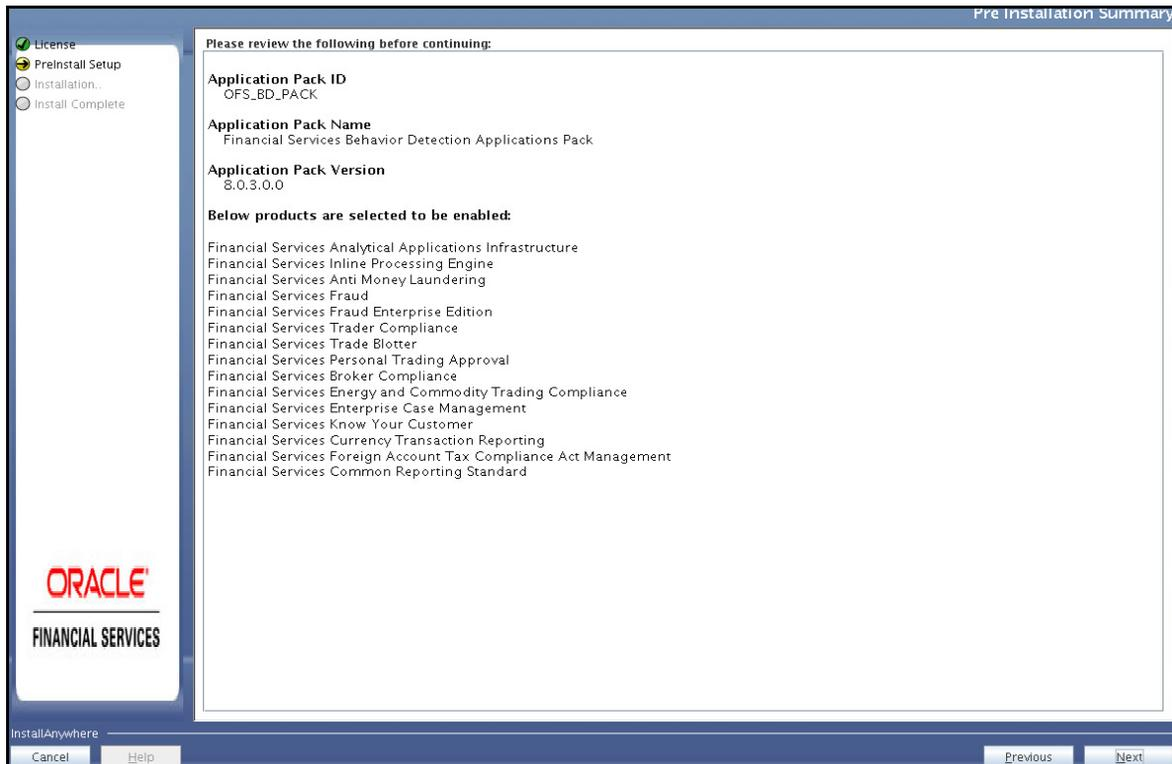 Pre Installation Summary
License
PreInstall Setup
Installation..
Install Complete
Please review the following before continuing:
Application Pack ID
OFS_BD_PACK
Application Pack Name
Financial Services Behavior Detection Applications Pack
Application Pack Version
8.0.3.0.0
Below products are selected to be enabled:
Financial Services Analytical Applications Infrastructure
Financial Services Inline Processing Engine
Financial Services Anti Money Laundering
Financial Services Fraud
Financial Services Fraud Enterprise Edition
Financial Services Trader Compliance
Financial Services Trade Blotter
Financial Services Personal Trading Approval
Financial Services Broker Compliance
Financial Services Energy and Commodity Trading Compliance
Financial Services Enterprise Case Management
Financial Services Know Your Customer
Financial Services Currency Transaction Reporting
Financial Services Foreign Account Tax Compliance Act Management
Financial Services Common Reporting Standard
ORACLE
FINANCIAL SERVICES
InstallAnywhere
Cancel
Help
Previous
Next